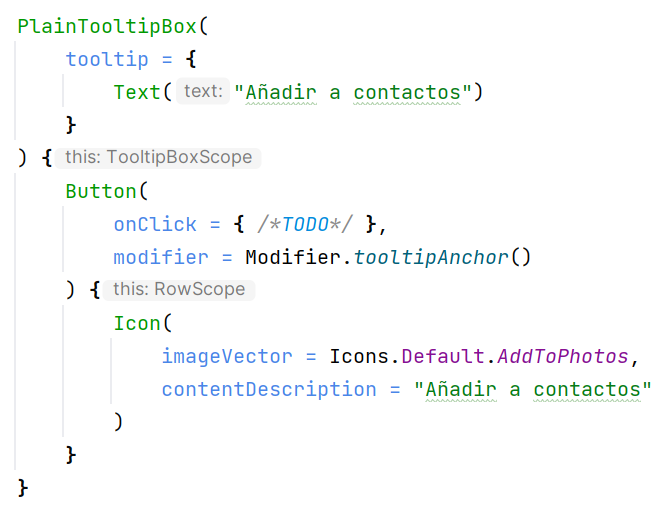 PlainTooltipBox(
    tooltip = {
        Text( text: "Añadir a contactos")
    }
) { this: TooltipBoxScope
    Button(
        onClick = { /*TODO*/ },
        modifier = Modifier.tooltipAnchor()
    ) { this: RowScope
        Icon(
            imageVector = Icons.Default.AddToPhotos,
            contentDescription = "Añadir a contactos"
        )
    }
}